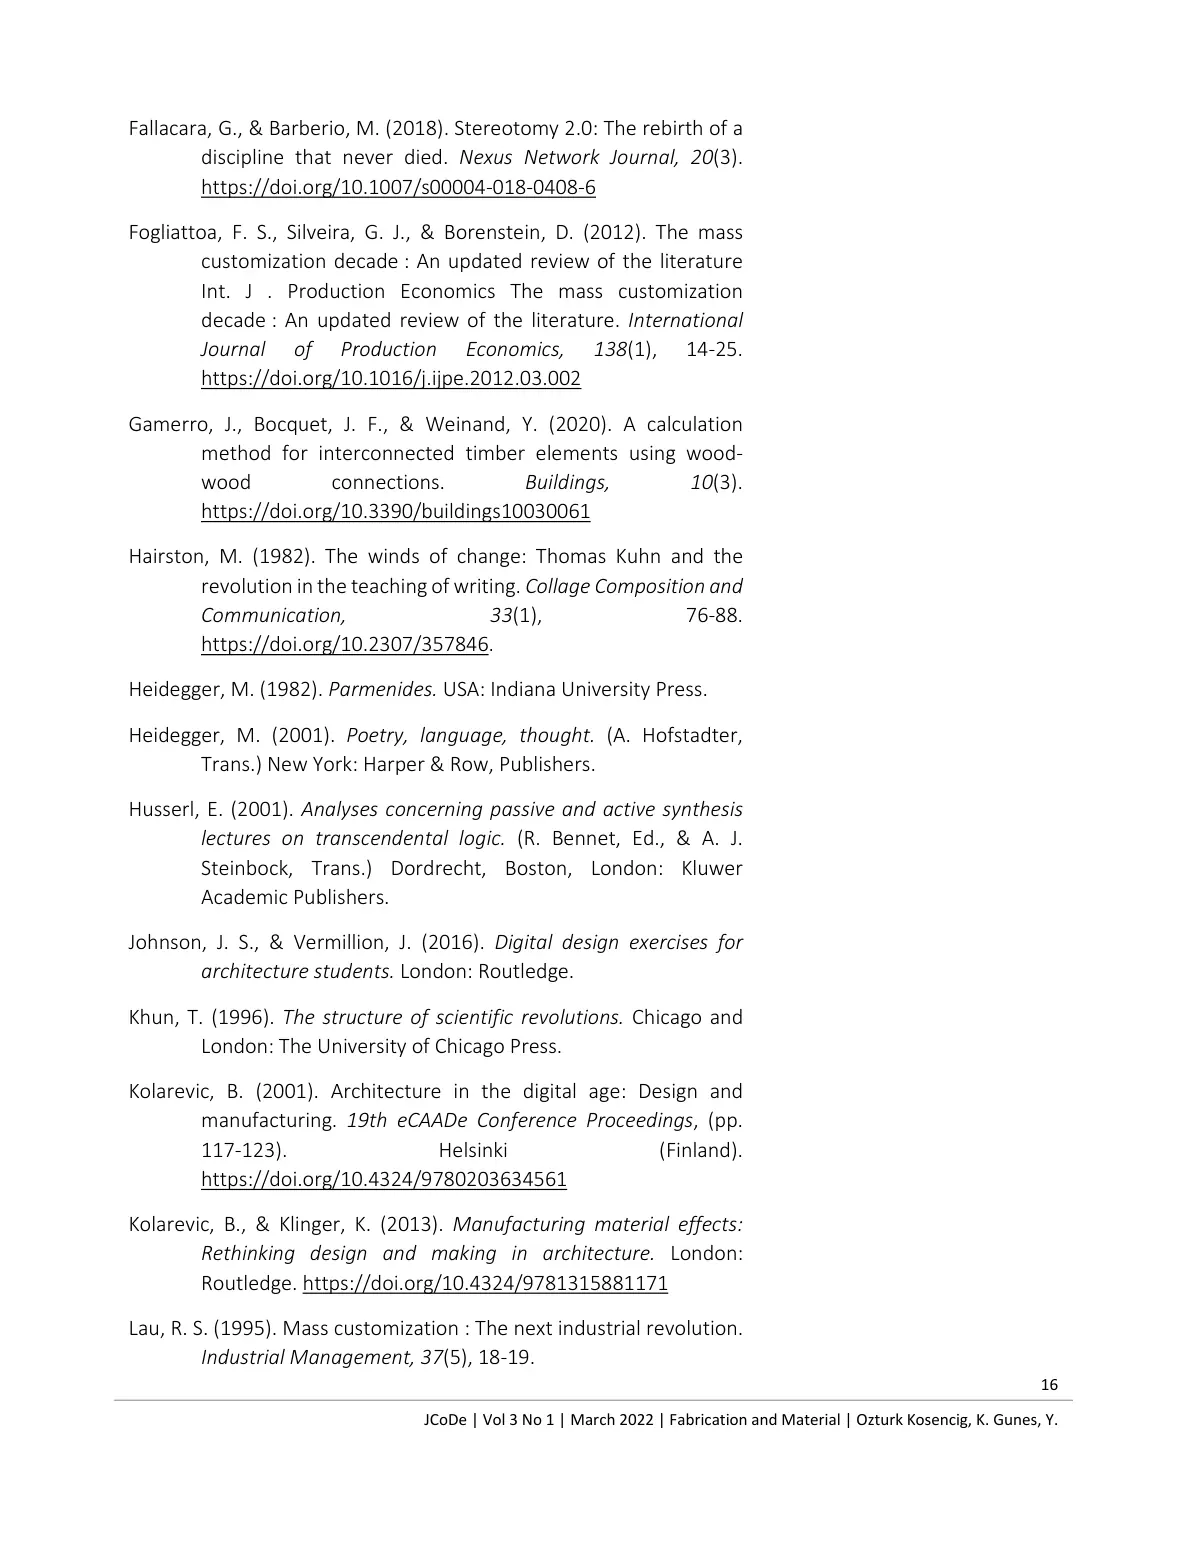 Fallacara, G., & Barberio, M. (2018). Stereotomy 2.0: The rebirth of a
discipline that never died. Nexus Network Journal, 20(3).
https://doi.org/10.1007/s00004-018-0408-6
Fogliattoa, F. S., Silveira, G. J., & Borenstein, D. (2012). The mass
customization decade : An updated review of the literature
Int. J . Production Economics The mass customization
decade : An updated review of the literature. International
Journal of Production Economics, 138(1), 14-25.
https://doi.org/10.1016/j.ijpe.2012.03.002
Gamerro, J., Bocquet, J. F., & Weinand, Y. (2020). A calculation
method for interconnected timber elements using wood-
wood connections. Buildings, 10(3).
https://doi.org/10.3390/buildings10030061
Hairston, M. (1982). The winds of change: Thomas Kuhn and the
revolution in the teaching of writing. Collage Composition and
Communication, 33(1), 76-88.
https://doi.org/10.2307/357846.
Heidegger, M. (1982). Parmenides. USA: Indiana University Press.
Heidegger, M. (2001). Poetry, language, thought. (A. Hofstadter,
Trans.) New York: Harper & Row, Publishers.
Husserl, E. (2001). Analyses concerning passive and active synthesis
lectures on transcendental logic. (R. Bennet, Ed., & A. J.
Steinbock, Trans.) Dordrecht, Boston, London: Kluwer
Academic Publishers.
Johnson, J. S., & Vermillion, J. (2016). Digital design exercises for
architecture students. London: Routledge.
Khun, T. (1996). The structure of scientific revolutions. Chicago and
London: The University of Chicago Press.
Kolarevic, B. (2001). Architecture in the digital age: Design and
manufacturing. 19th eCAADe Conference Proceedings, (pp.
117-123). Helsinki (Finland).
https://doi.org/10.4324/9780203634561
Kolarevic, B., & Klinger, K. (2013). Manufacturing material effects:
Rethinking design and making in architecture. London:
Routledge. https://doi.org/10.4324/9781315881171
Lau, R. S. (1995). Mass customization : The next industrial revolution.
Industrial Management, 37(5), 18-19.
16
JCoDe | Vol 3 No 1 | March 2022 | Fabrication and Material | Ozturk Kosencig, K. Gunes, Y.